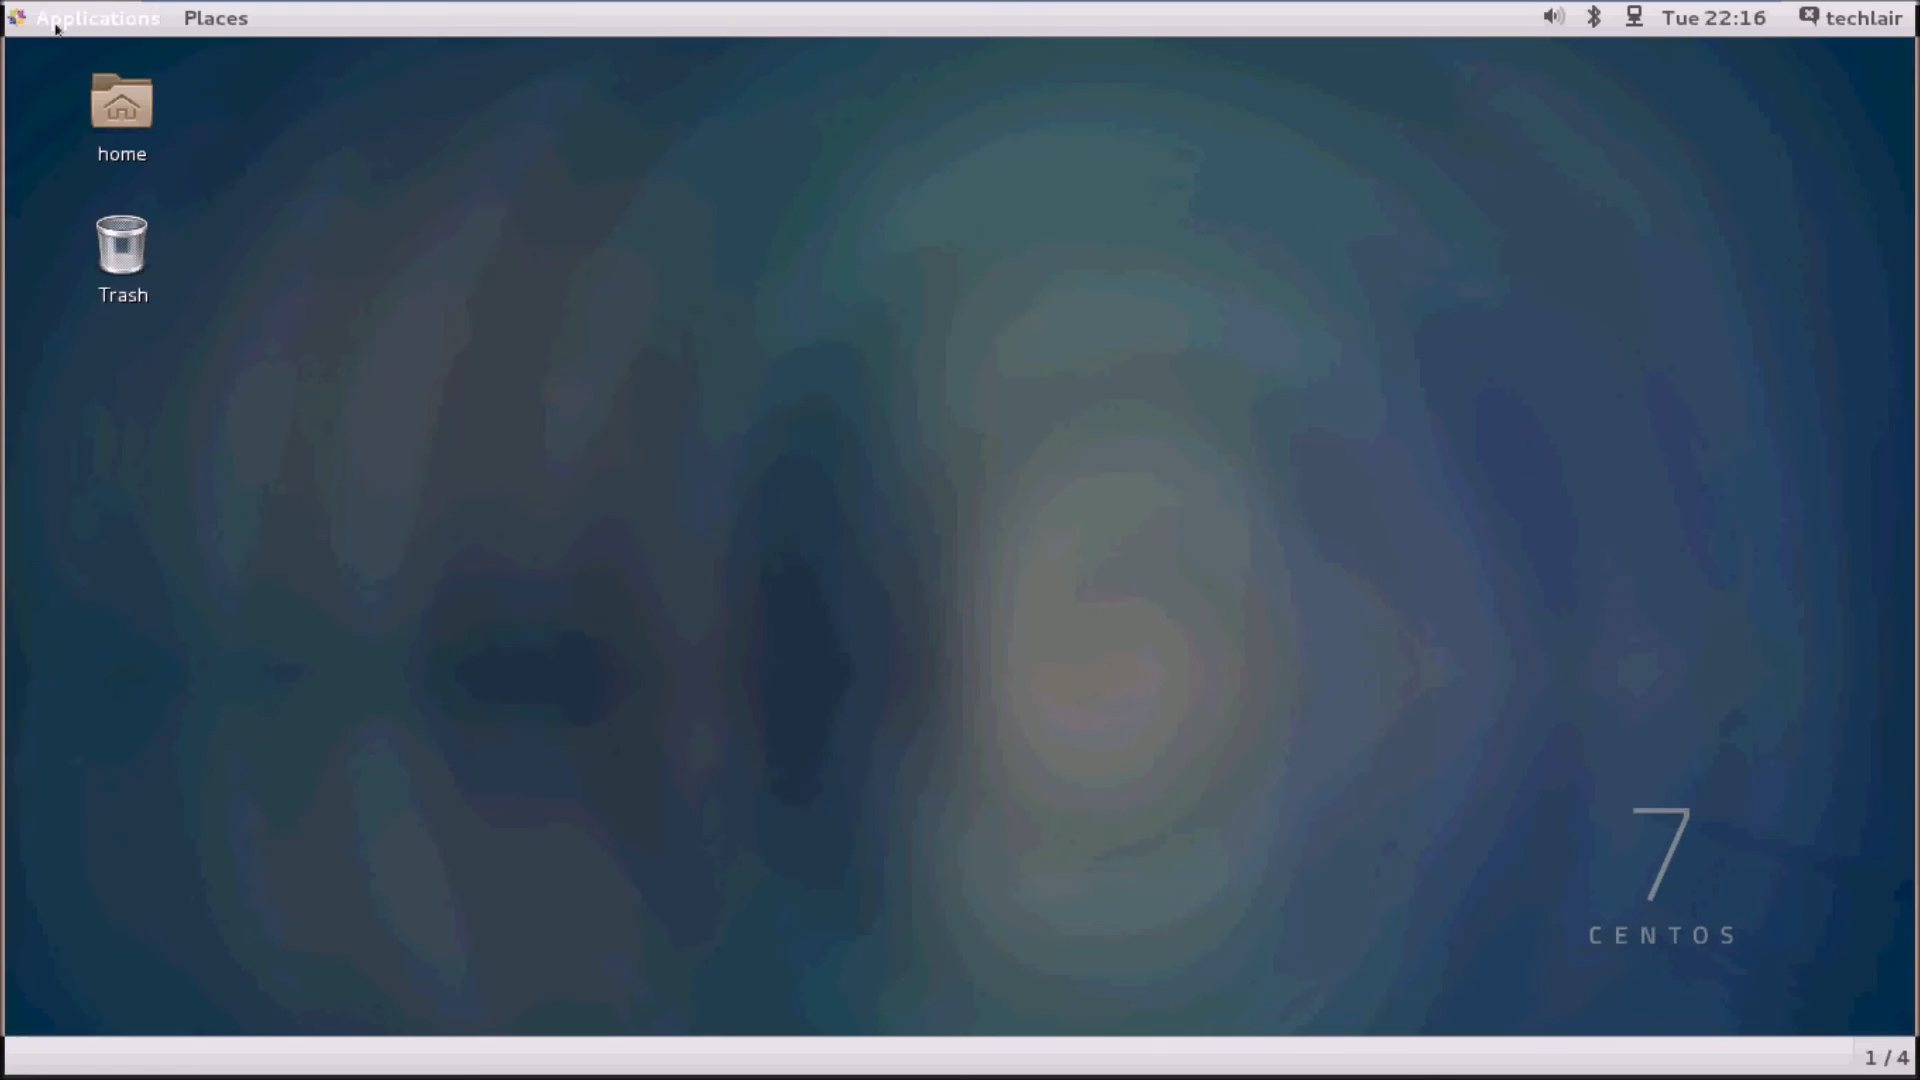 Applications Places Tue 22:16 techlair
home
Trash
7
CENTOS
1 / 4